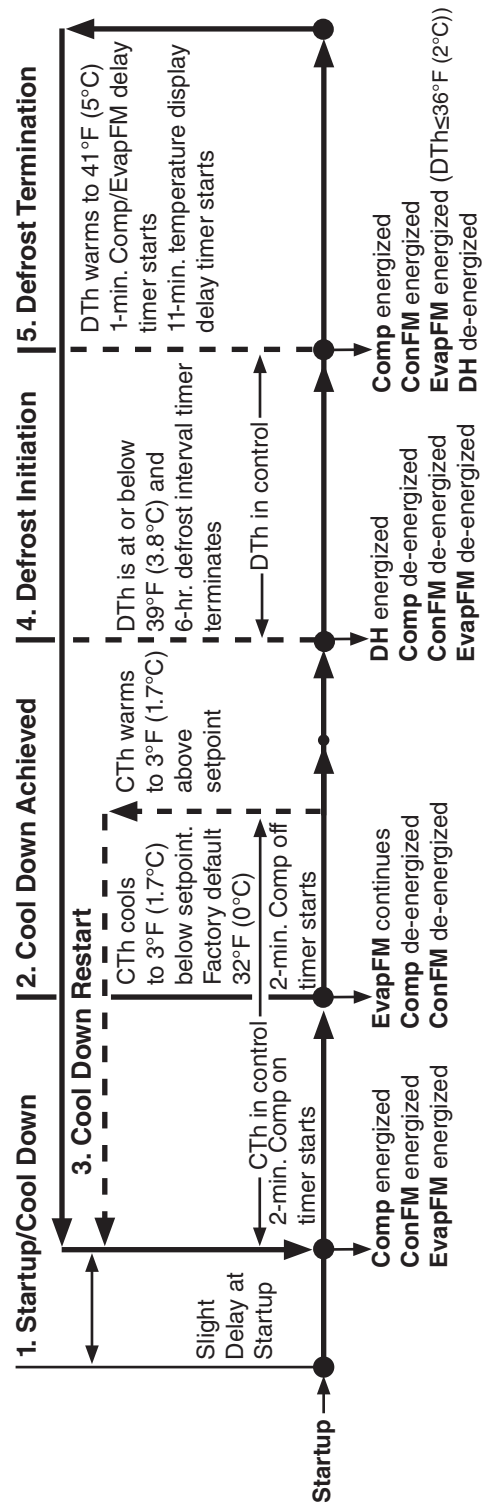 1. Startup/Cool Down
2. Cool Down Achieved
4. Defrost Initiation
5. Defrost Termination
3. Cool Down Restart
Slight
Delay at
Startup
CTh in control
2-min. Comp on
timer starts
CTh cools
to 3°F (1.7°C)
below setpoint.
Factory default
32°F (0°C)
2-min. Comp off
timer starts
CTh warms
to 3°F (1.7°C)
above
setpoint
DTh is at or below
39°F (3.8°C) and
6-hr. defrost interval timer
terminates
DTh in control
DTh warms to 41°F (5°C)
1-min. Comp/EvapFM delay
timer starts
11-min. temperature display
delay timer starts
Startup
Comp energized
ConFM energized
EvapFM energized
EvapFM continues
Comp de-energized
ConFM de-energized
DH energized
Comp de-energized
ConFM de-energized
EvapFM de-energized
Comp energized
ConFM energized
EvapFM energized (DTh≤36°F (2°C))
DH de-energized